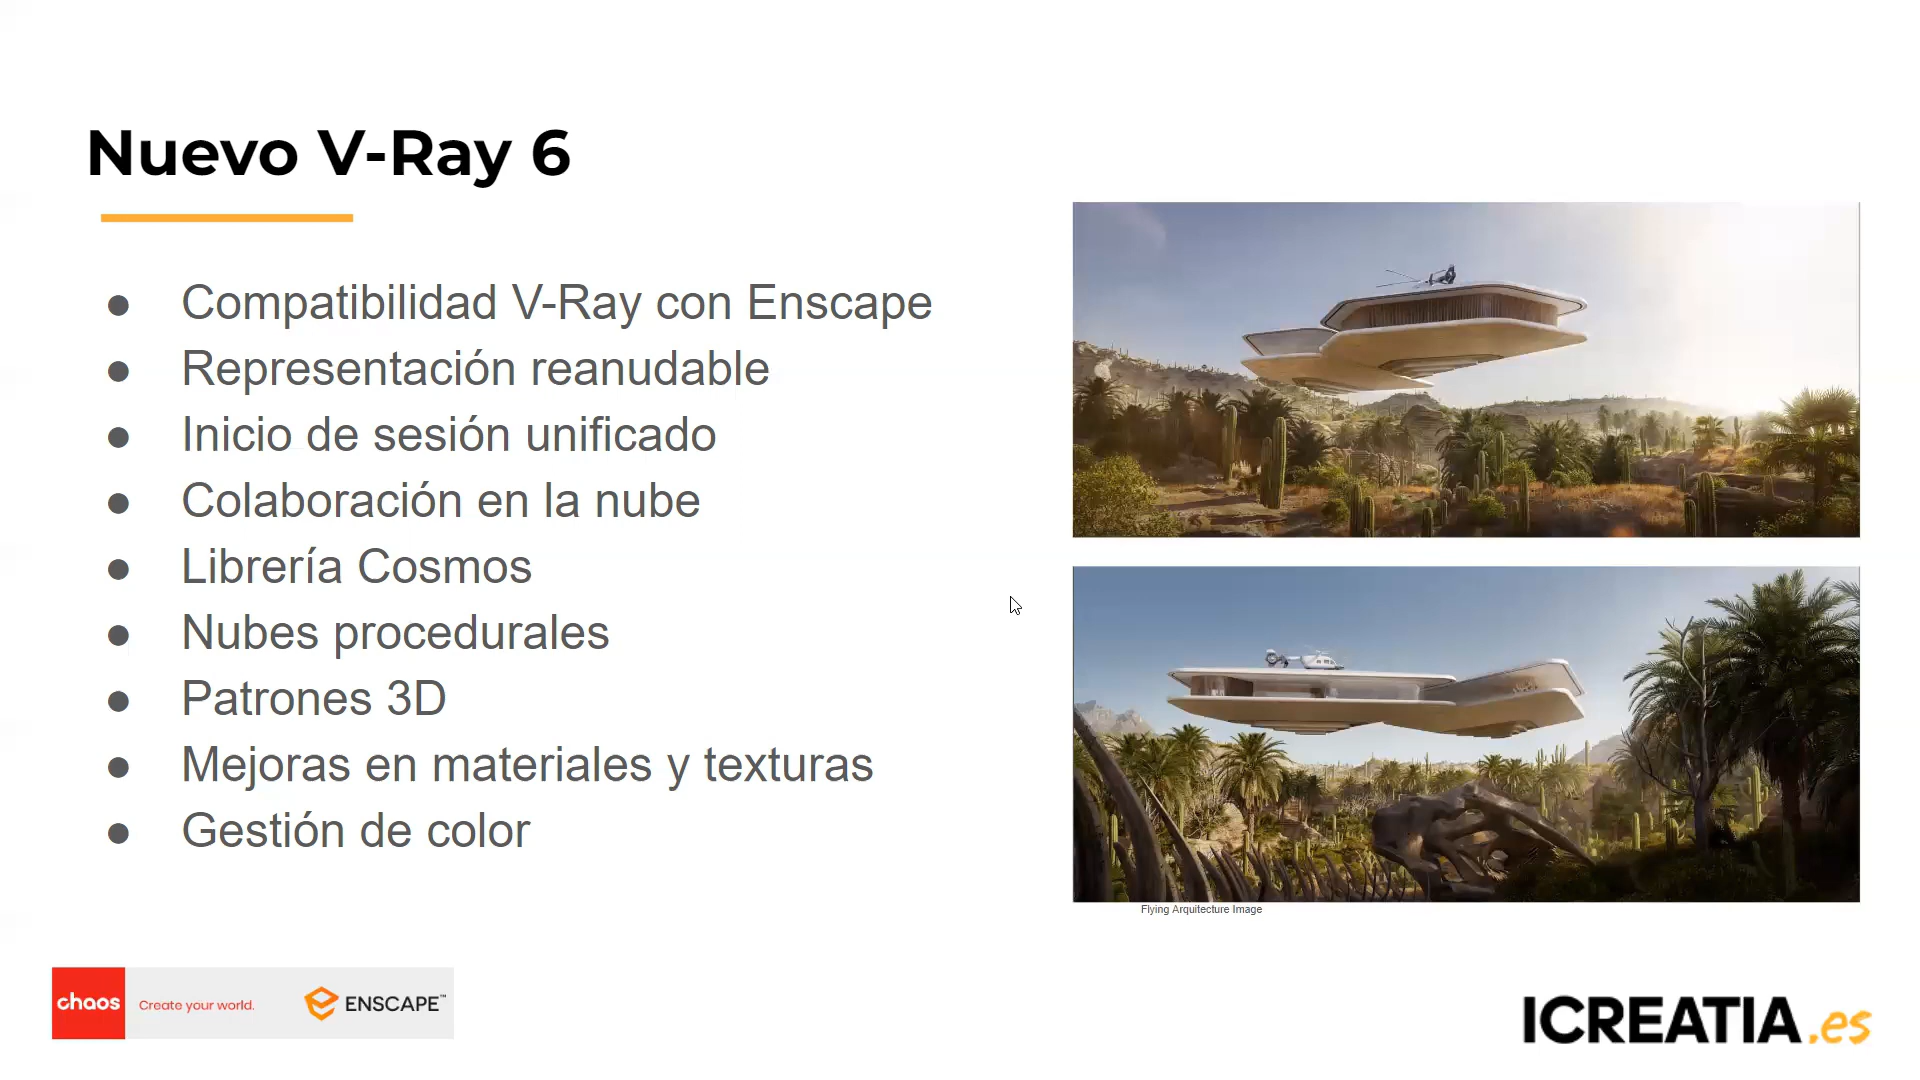 Nuevo V-Ray 6
● Compatibilidad V-Ray con Enscape
● Representación reanudable
● Inicio de sesión unificado
● Colaboración en la nube
● Librería Cosmos
● Nubes procedurales
● Patrones 3D
● Mejoras en materiales y texturas
● Gestión de color
Flying Arquitecture Image
chaos Create your world. ENSCAPE™
ICREATIA.es